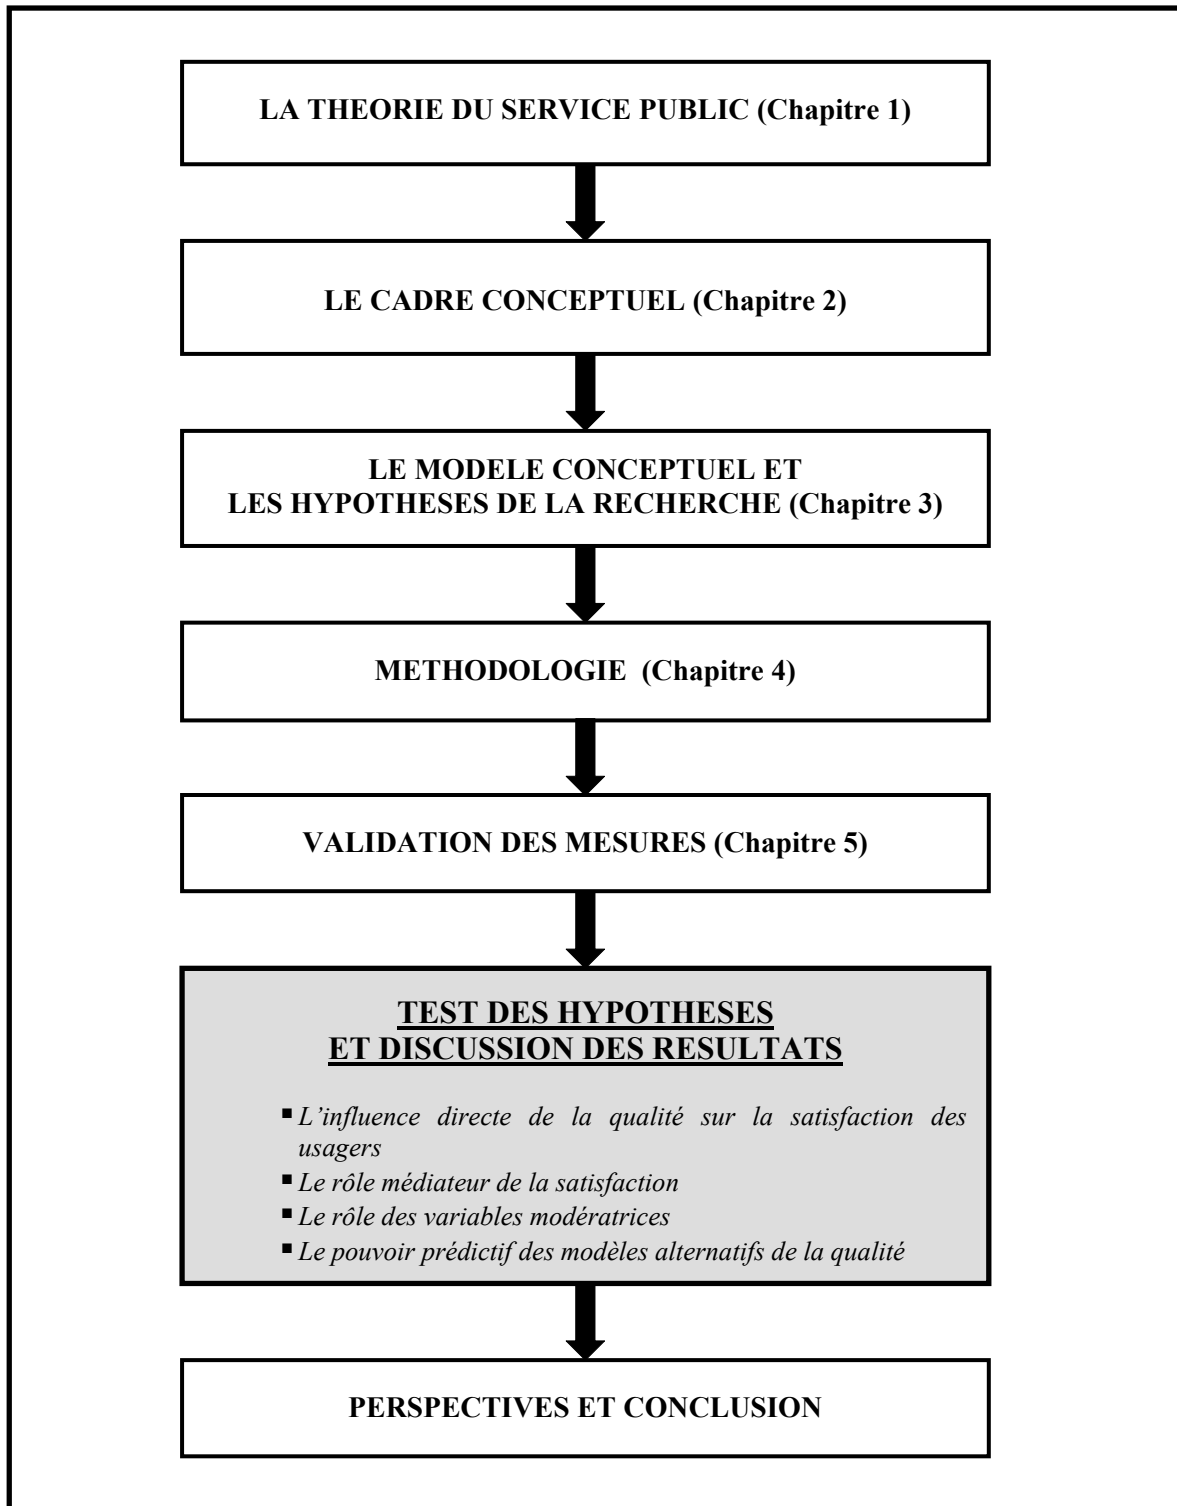 LA THEORIE DU SERVICE PUBLIC (Chapitre 1)
LE CADRE CONCEPTUEL (Chapitre 2)
LE MODELE CONCEPTUEL ET
LES HYPOTHESES DE LA RECHERCHE (Chapitre 3)
METHODOLOGIE (Chapitre 4)
VALIDATION DES MESURES (Chapitre 5)
TEST DES HYPOTHESES
ET DISCUSSION DES RESULTATS
▪ L'influence directe de la qualité sur la satisfaction des
usagers
▪ Le rôle médiateur de la satisfaction
▪ Le rôle des variables modératrices
▪ Le pouvoir prédictif des modèles alternatifs de la qualité
PERSPECTIVES ET CONCLUSION